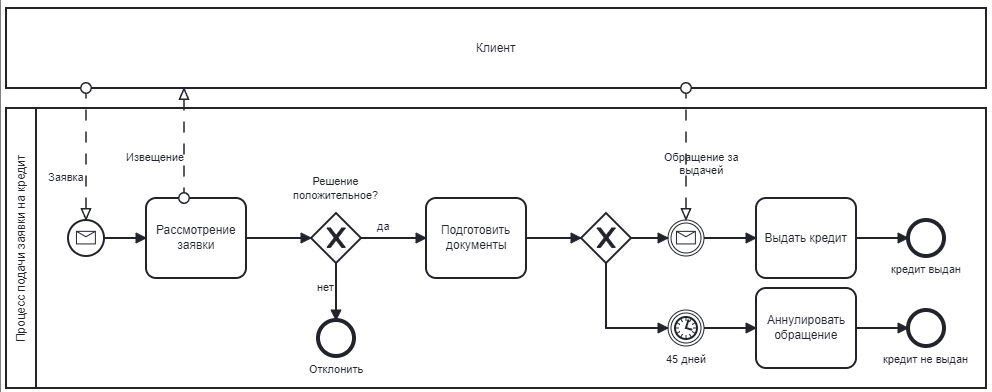 Клиент
Процесс подачи заявки на кредит
Заявка
Извещение
Рассмотрение
заявки
Решение
положительное?
да
нет
Отклонить
Подготовить
документы
Обращение за
выдачей
Выдать кредит
кредит выдан
45 дней
Аннулировать
обращение
кредит не выдан